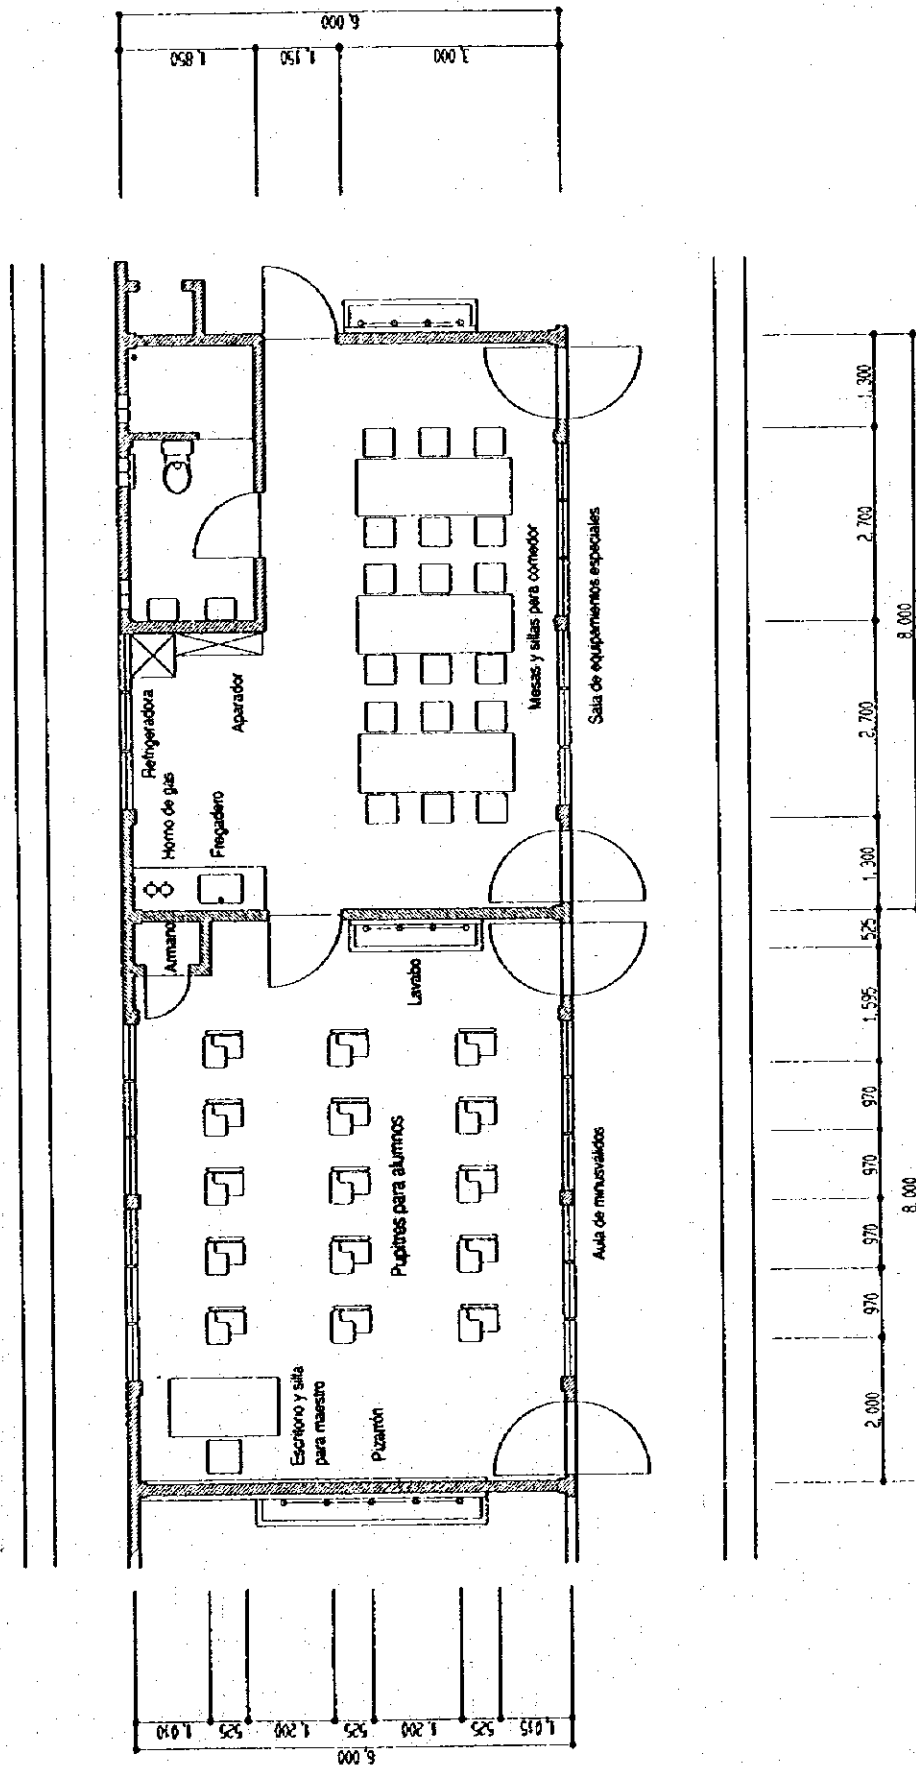 6,000
1,850
1,150
3,000
Refrigeradora
Horno de gas
Aparador
Fregadero
Mesas y sillas para comedor
Sala de equipamientos especiales
Armario
Lavabo
Pupitres para alumnos
Aula de minusválidos
Escritorio y silla
para maestro
Pizarrón
1,300
2,700
2,700
1,300
8,000
525
1,595
970
970
970
970
2,000
8,000
1,010
525
1,200
525
1,200
525
1,015
6,000